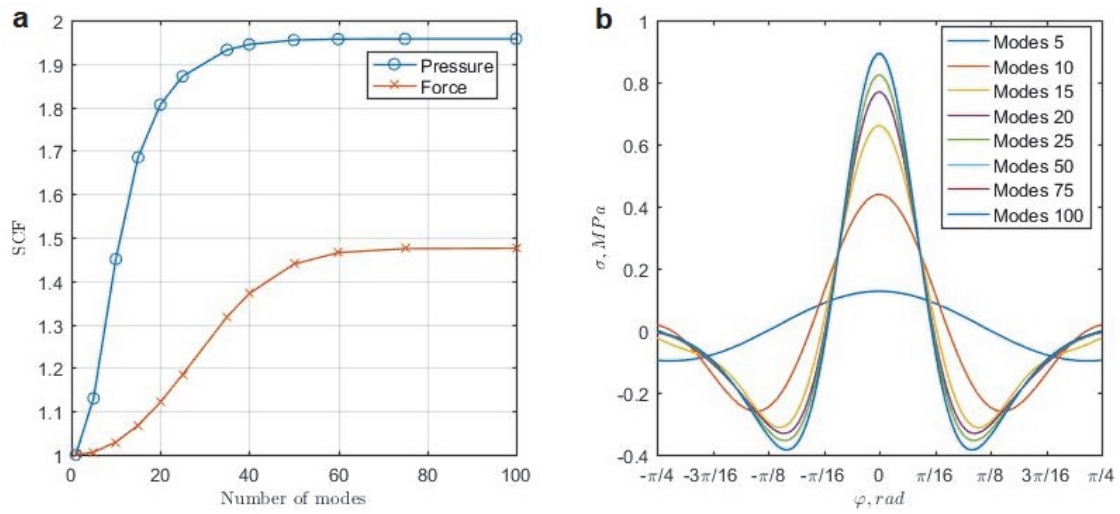 a
2
1.9
1.8
1.7
1.6
1.5
1.4
1.3
1.2
1.1
1
SCF
Pressure
Force
0 20 40 60 80 100
Number of modes
b
1
0.8
0.6
0.4
0.2
0
-0.2
-0.4
σ, MPa
Modes 5
Modes 10
Modes 15
Modes 20
Modes 25
Modes 50
Modes 75
Modes 100
-π/4 -3π/16 -π/8 -π/16 0 π/16 π/8 3π/16 π/4
φ, rad